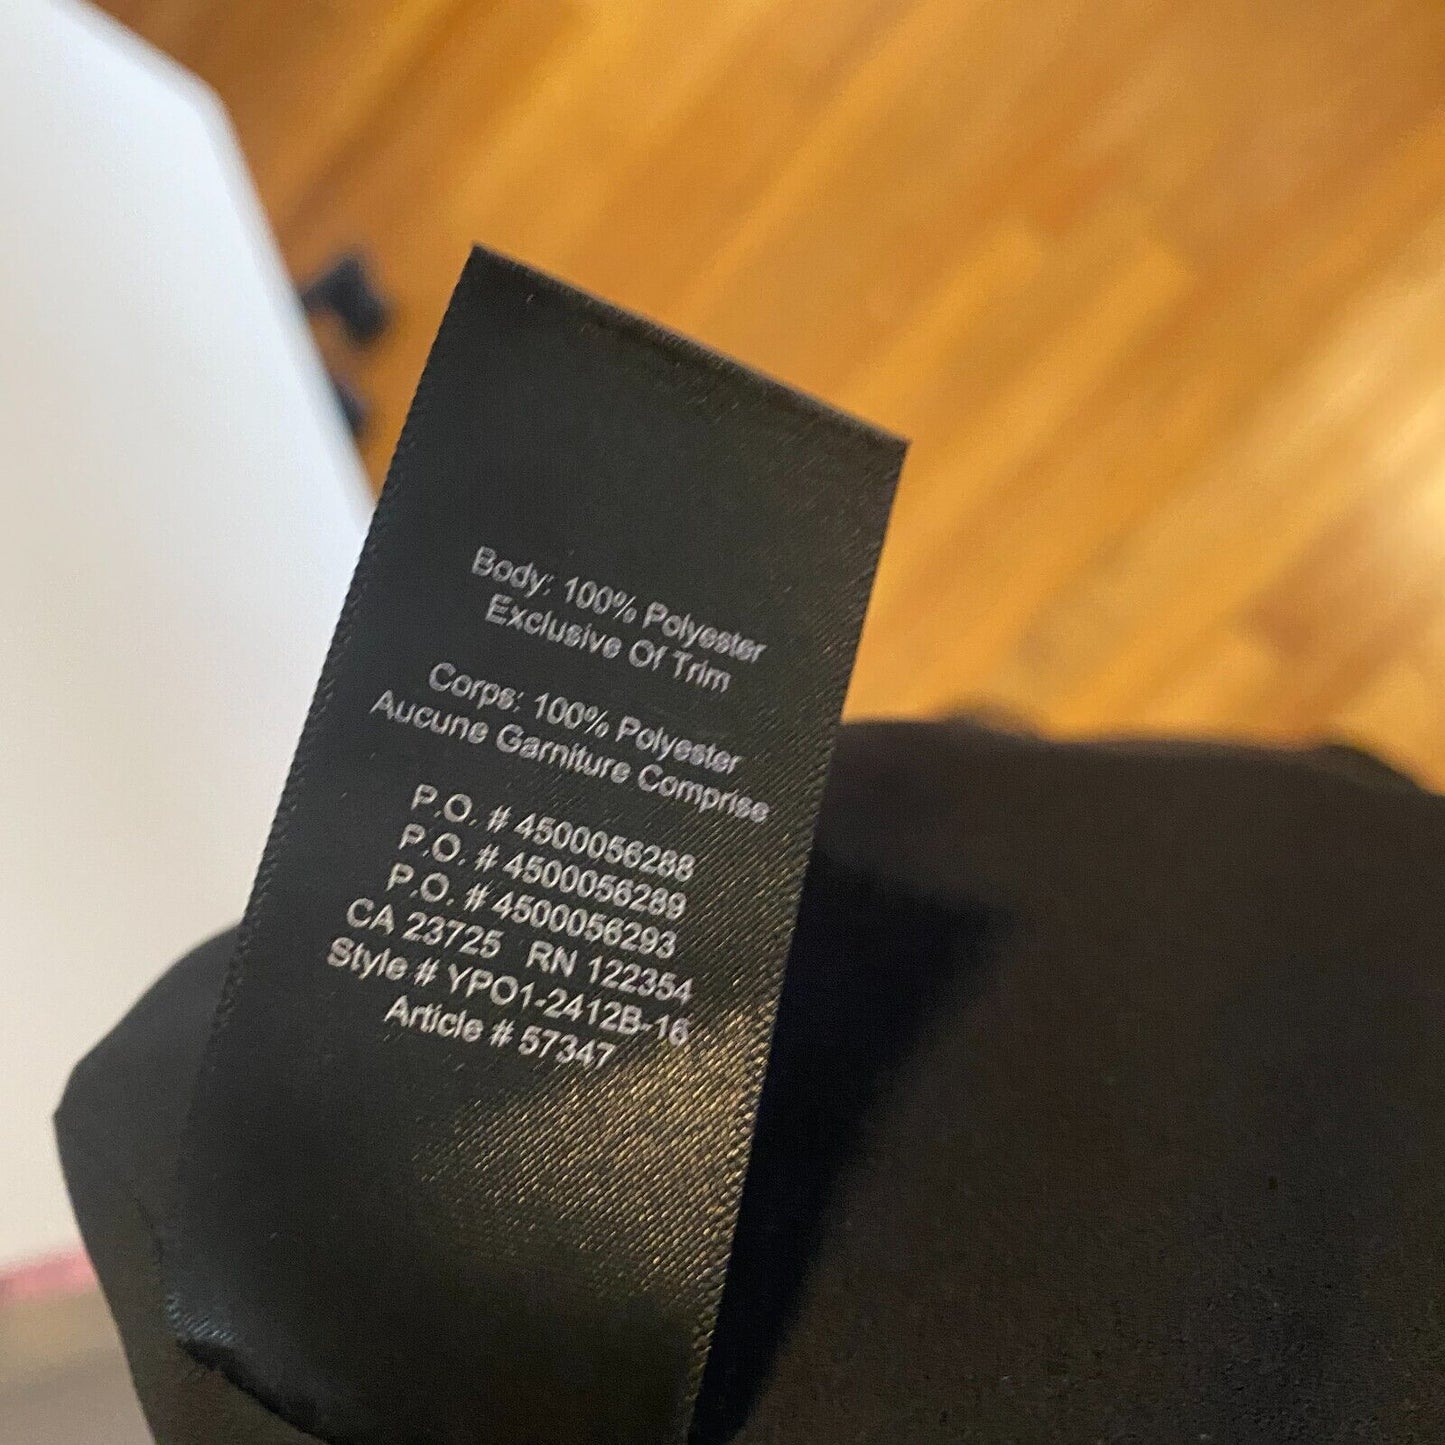 Body: 100% Polyester
Exclusive Of Trim
Corps: 100% Polyester
Aucune Garniture Comprise
P.O. # 4500056288
P.O. # 4500056289
P.O. # 4500056293
CA 23725 RN 122354
Style # YPO1-2412B-16
Article # 57347